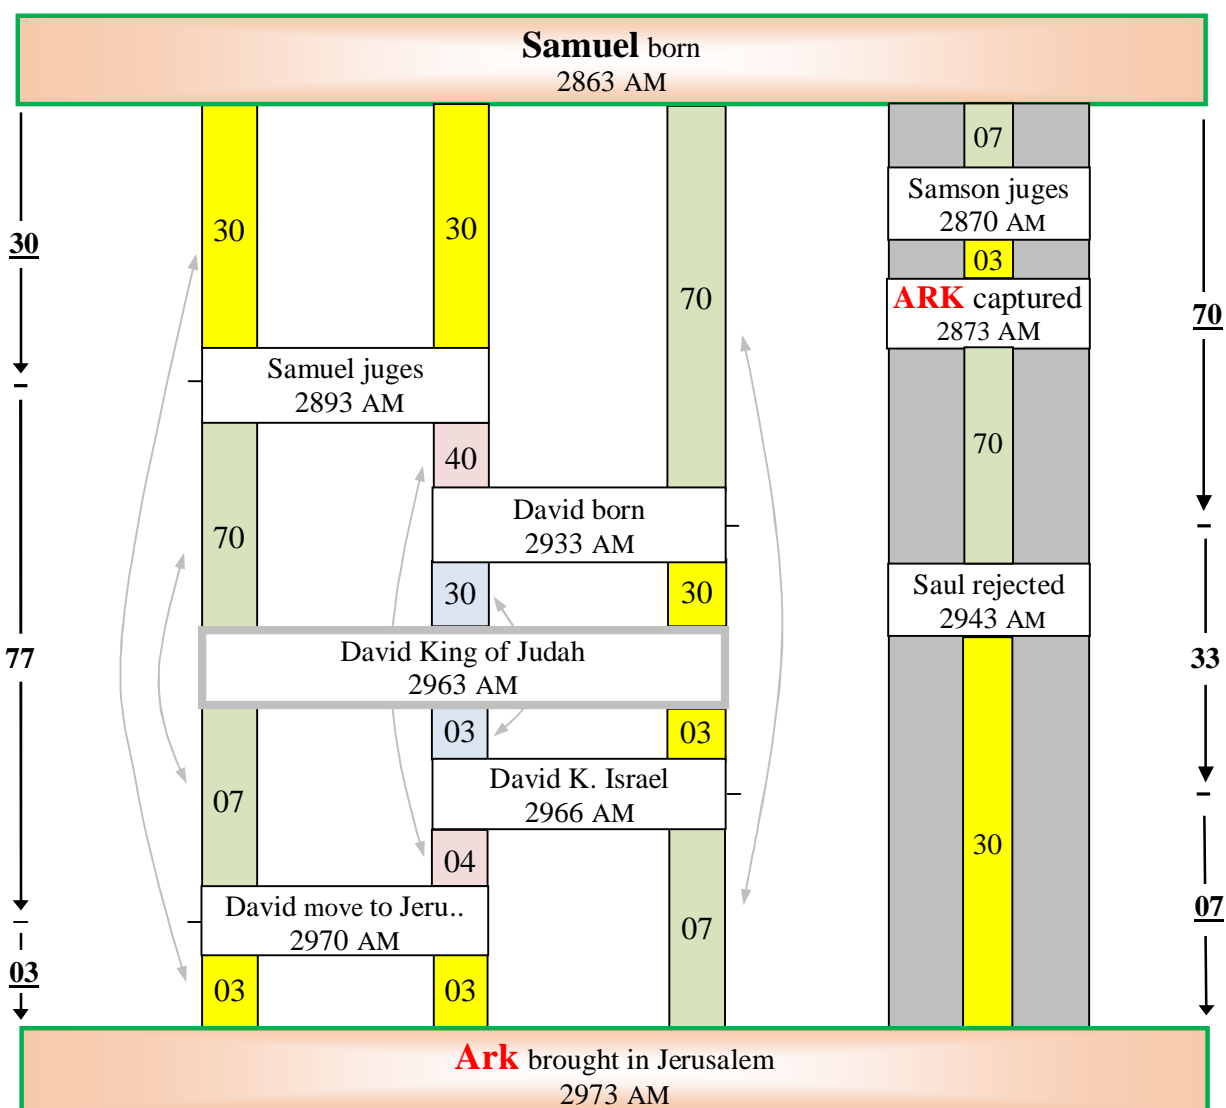 Samuel born
2863 AM
07
Samson juges
2870 AM
30
30
30
03
70
ARK captured
2873 AM
70
Samuel juges
2893 AM
40
70
David born
2933 AM
70
30
30
Saul rejected
2943 AM
77
David King of Judah
2963 AM
33
03
03
David K. Israel
2966 AM
07
30
04
David move to Jeru..
2970 AM
07
07
03
03
03
Ark brought in Jerusalem
2973 AM